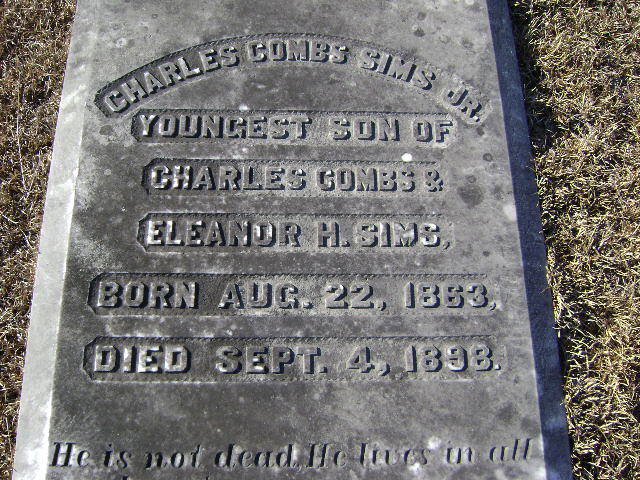 CHARLES COMBS SIMS JR.
YOUNGEST SON OF
CHARLES COMBS &
ELEANOR H. SIMS,
BORN AUG. 22, 1863,
DIED SEPT. 4, 1898.
He is not dead, He lives in all